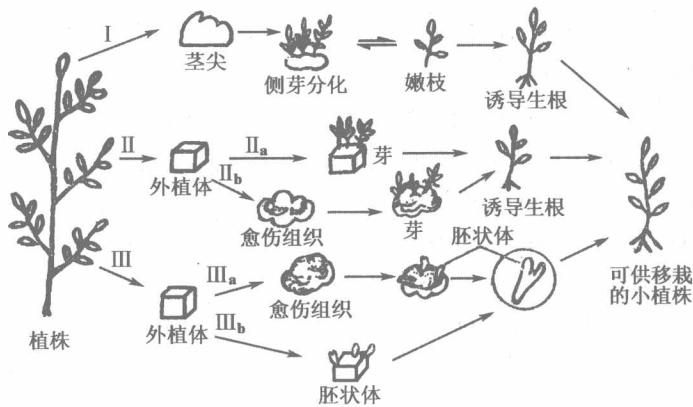 I
茎尖
侧芽分化
嫩枝
诱导生根
II
外植体
IIa
芽
IIb
愈伤组织
芽
诱导生根
III
外植体
IIIa
愈伤组织
胚状体
IIIb
胚状体
植株
可供移栽
的小植株